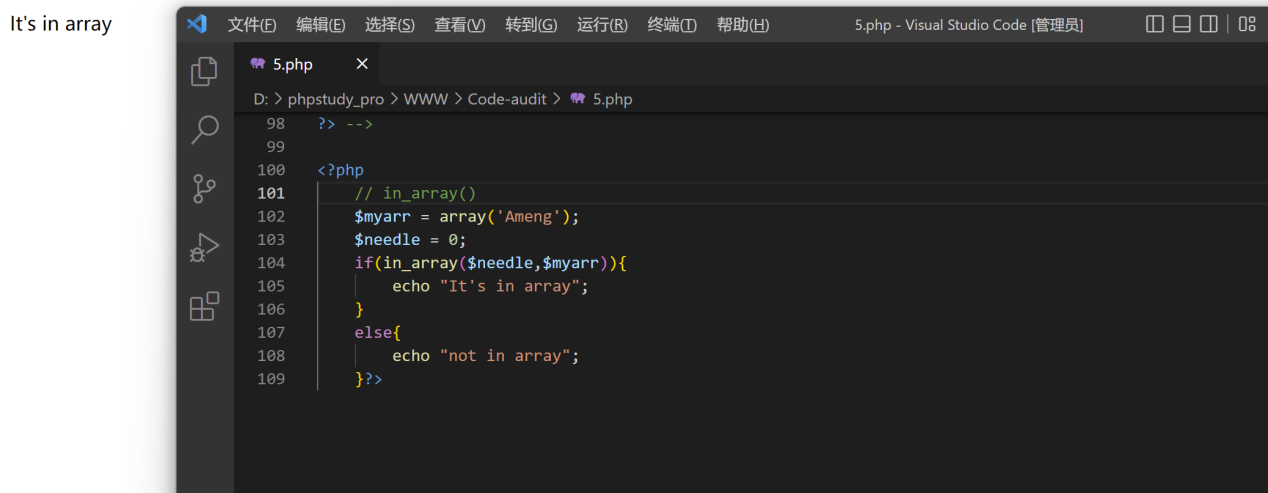 It's in array
文件(F) 编辑(E) 选择(S) 查看(V) 转到(G) 运行(R) 终端(T) 帮助(H) 5.php - Visual Studio Code [管理员]
5.php
D: > phpstudy_pro > WWW > Code-audit > 5.php
98 ?> -->
99
100 <?php
101 // in_array()
102 $myarr = array('Ameng');
103 $needle = 0;
104 if(in_array($needle,$myarr)){
105 echo "It's in array";
106 }
107 else{
108 echo "not in array";
109 }?>